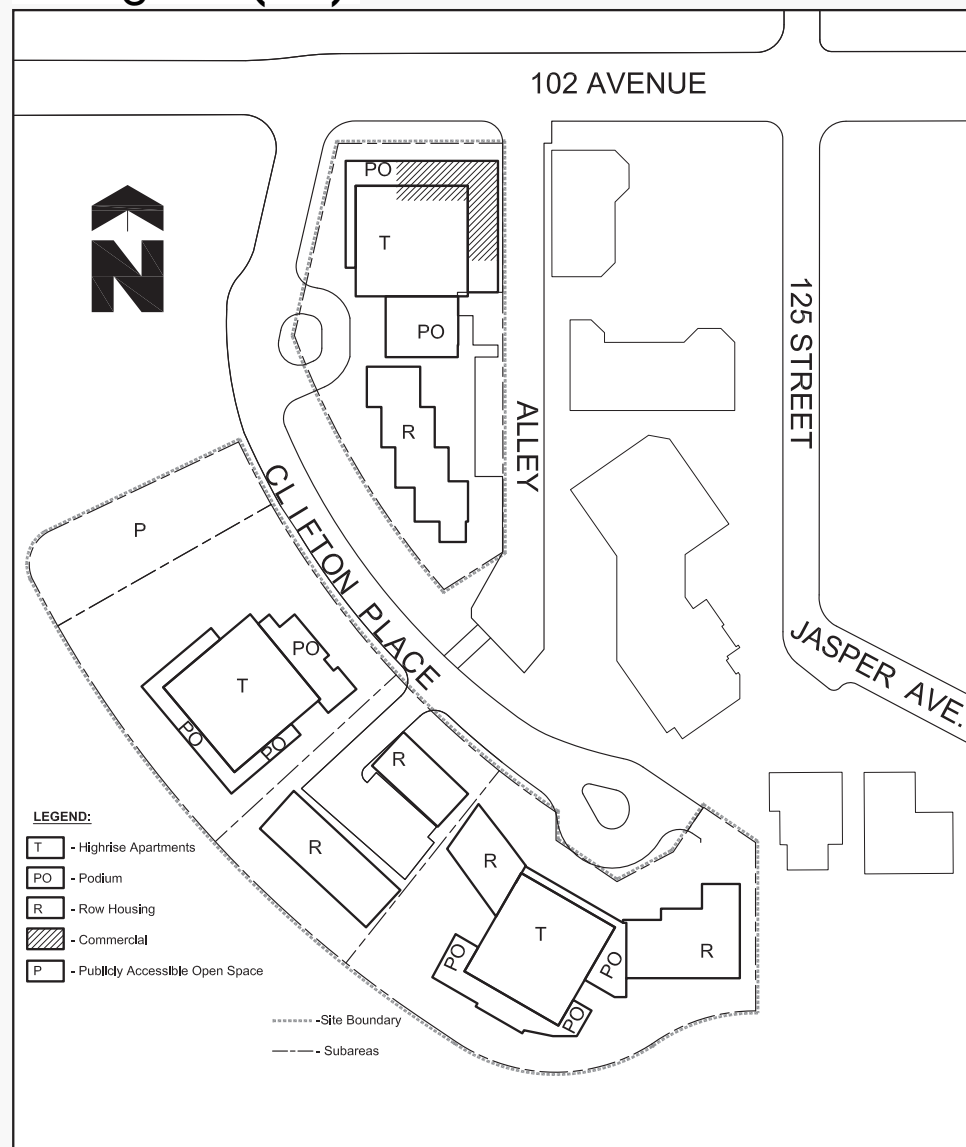 102 AVENUE
PO
T
N
125 STREET
PO
ALLEY
R
CLIFTON PLACE
P
JASPER AVE.
PO
T
PO
PO
R
R
R
T
R
PO
PO
PO
LEGEND:
T - Highrise Apartments
PO - Podium
R - Row Housing
- Commercial
P - Publicly Accessible Open Space
-Site Boundary
- Subareas